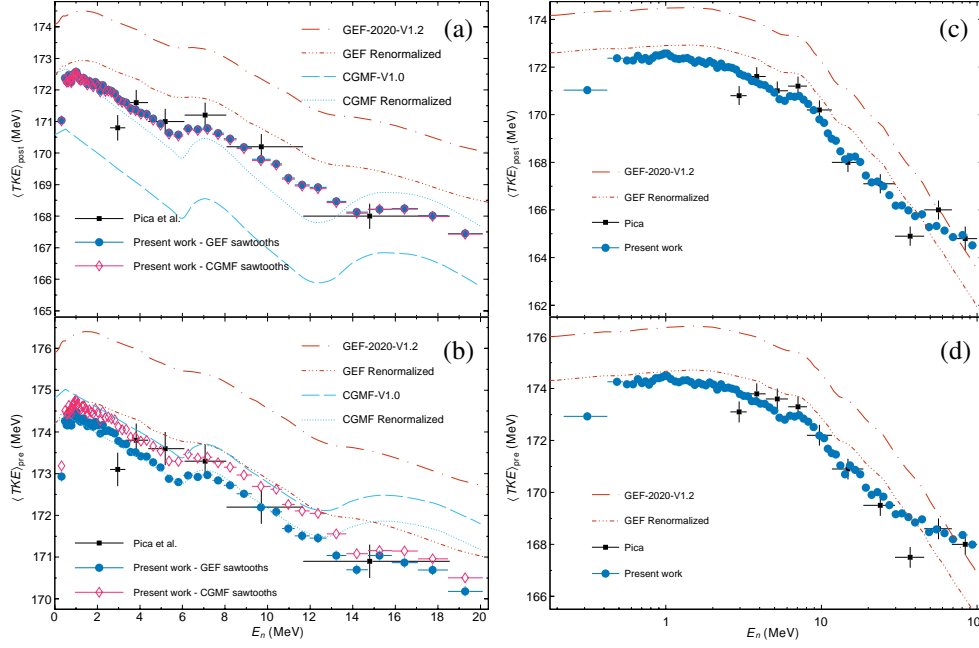 (a)
174
173
172
171
170
169
168
167
166
165
⟨TKE⟩post (MeV)
GEF-2020-V1.2
GEF Renormalized
CGMF-V1.0
CGMF Renormalized
Pica et al.
Present work - GEF sawtooths
Present work - CGMF sawtooths
(b)
176
175
174
173
172
171
170
⟨TKE⟩pre (MeV)
GEF-2020-V1.2
GEF Renormalized
CGMF-V1.0
CGMF Renormalized
Pica et al.
Present work - GEF sawtooths
Present work - CGMF sawtooths
0 2 4 6 8 10 12 14 16 18 20
En (MeV)
(c)
174
172
170
168
166
164
162
⟨TKE⟩post (MeV)
GEF-2020-V1.2
GEF Renormalized
Pica
Present work
(d)
176
174
172
170
168
166
⟨TKE⟩pre (MeV)
GEF-2020-V1.2
GEF Renormalized
Pica
Present work
1 10
En (MeV)